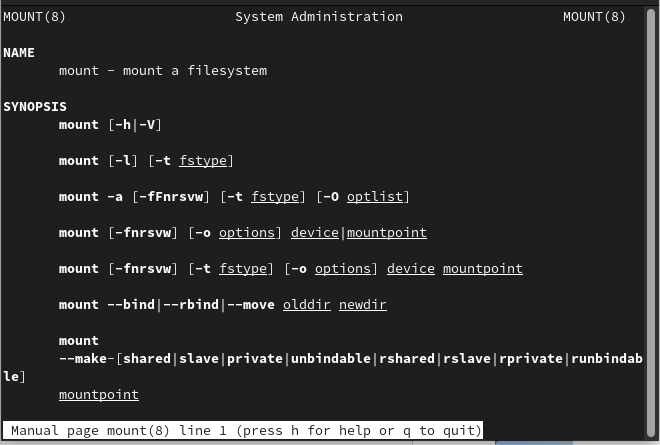 MOUNT(8) System Administration MOUNT(8)
NAME
mount - mount a filesystem
SYNOPSIS
mount [-h|-V]
mount [-l] [-t fstype]
mount -a [-fFnrsvw] [-t fstype] [-O optlist]
mount [-fnrsvw] [-o options] device|mountpoint
mount [-fnrsvw] [-t fstype] [-o options] device mountpoint
mount --bind|--rbind|--move olddir newdir
mount
--make-[shared|slave|private|unbindable|rshared|rslave|rprivate|runbindab
le]
mountpoint
Manual page mount(8) line 1 (press h for help or q to quit)